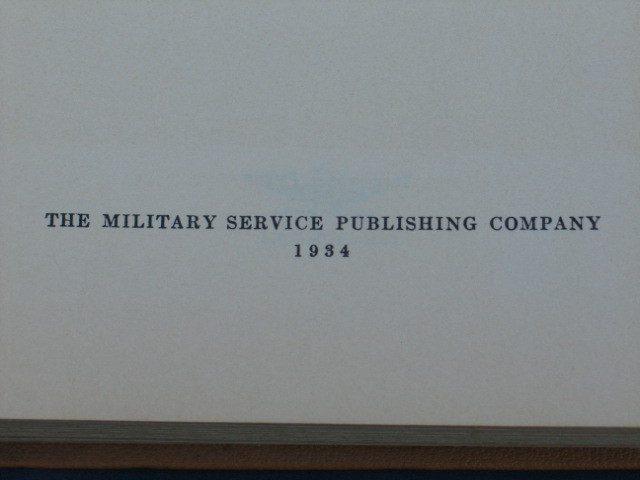 THE MILITARY SERVICE PUBLISHING COMPANY
1934